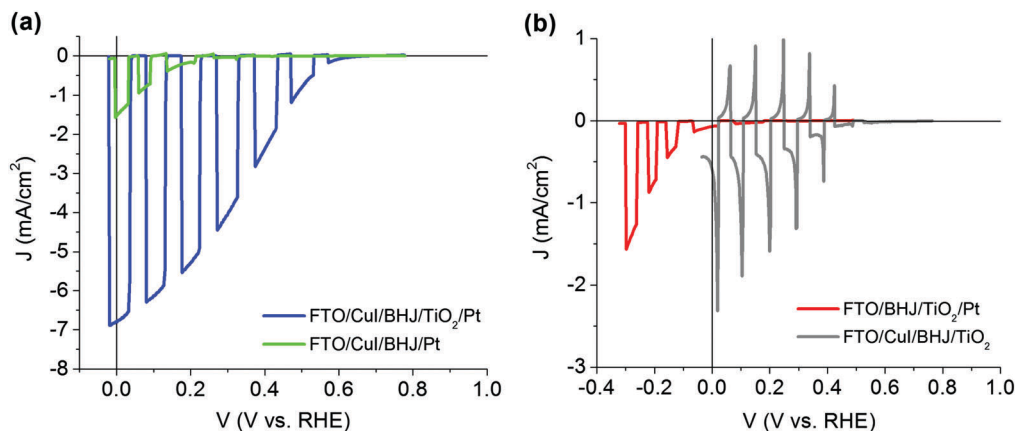 (a)
0
-1
-2
-3
-4
-5
-6
-7
-8
J (mA/cm²)
FTO/CuI/BHJ/TiO₂/Pt
FTO/CuI/BHJ/Pt
0.0 0.2 0.4 0.6 0.8 1.0
V (V vs. RHE)
(b)
1
0
-1
-2
-3
J (mA/cm²)
FTO/BHJ/TiO₂/Pt
FTO/CuI/BHJ/TiO₂
-0.4 -0.2 0.0 0.2 0.4 0.6 0.8 1.0
V (V vs. RHE)